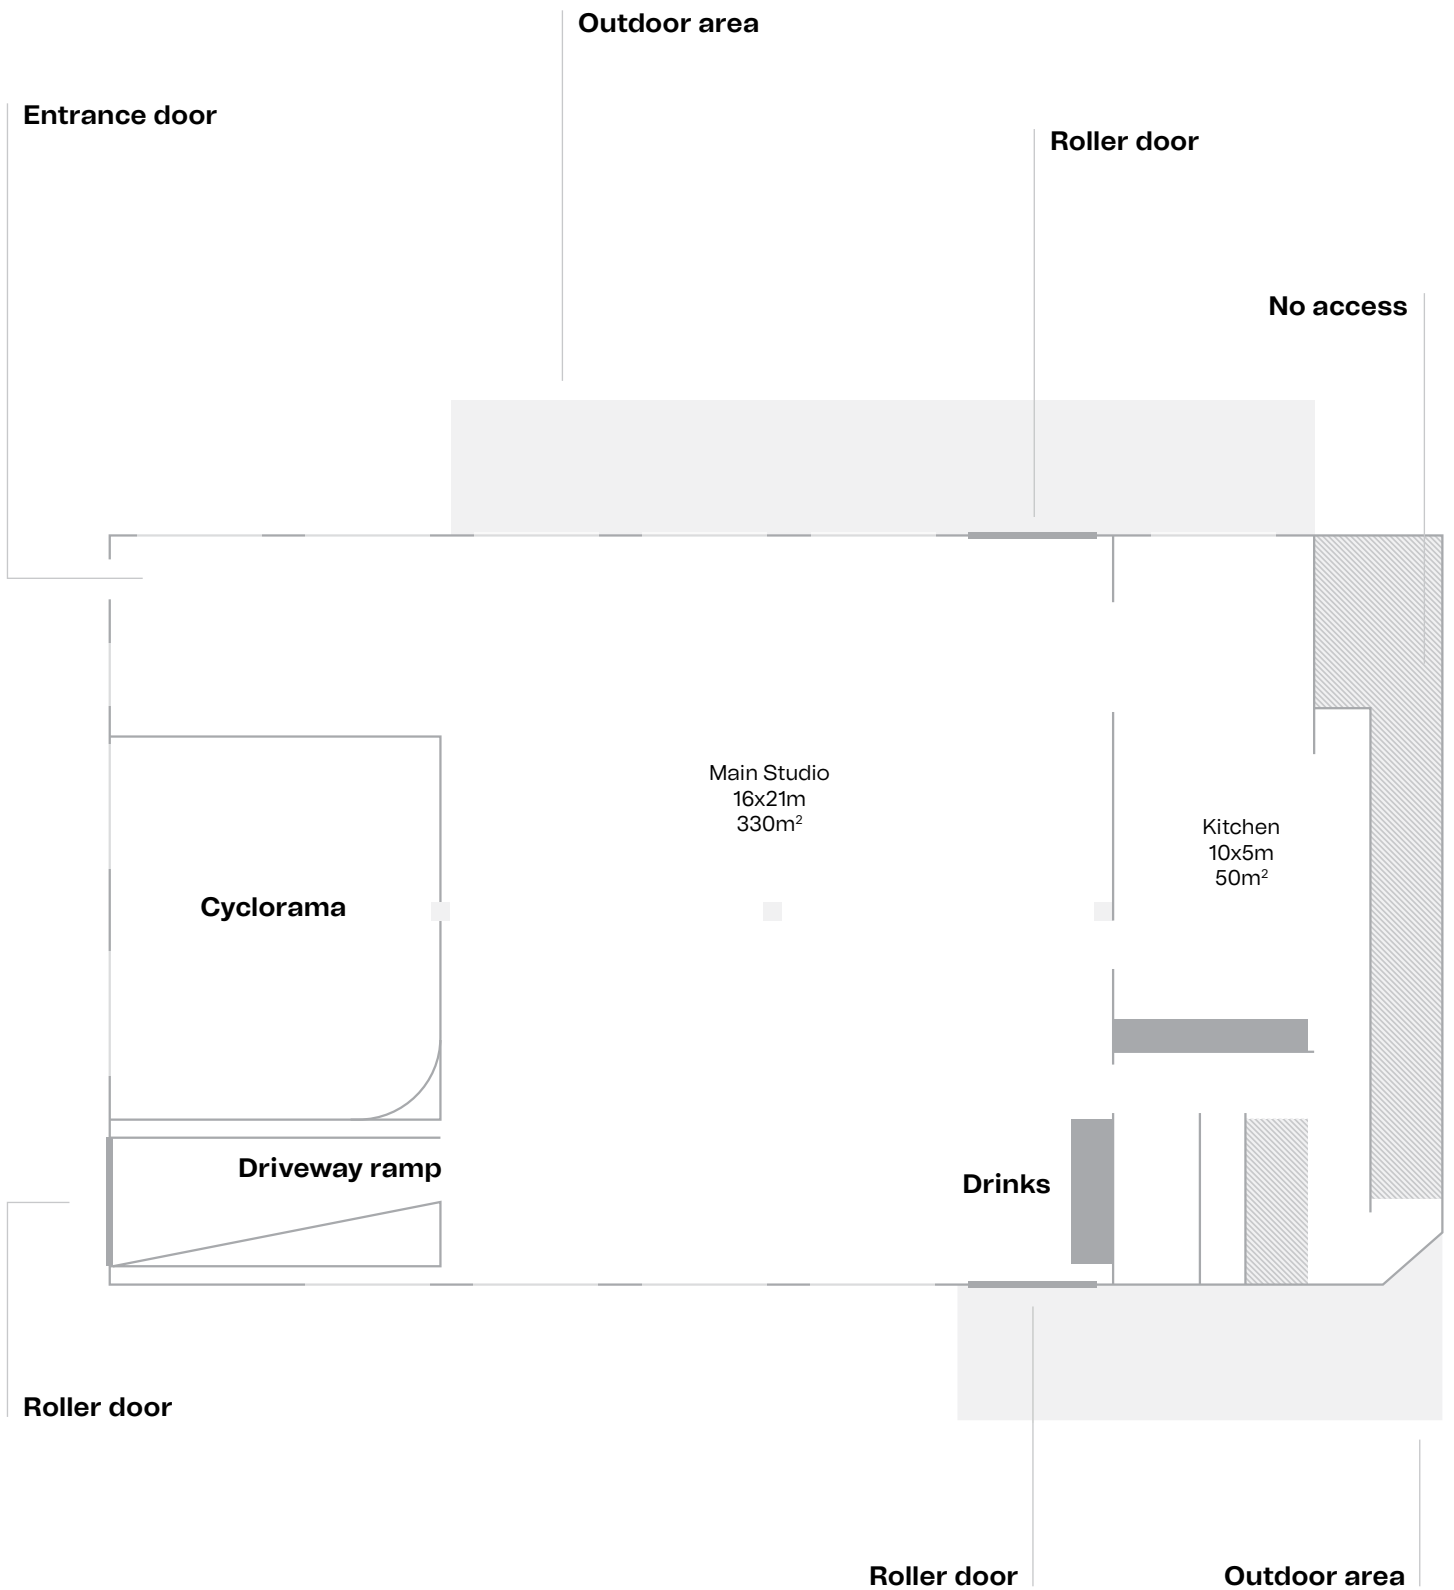 Outdoor area
Entrance door
Roller door
No access
Main Studio
16x21m
330m²
Kitchen
10x5m
50m²
Cyclorama
Driveway ramp
Drinks
Roller door
Roller door
Outdoor area